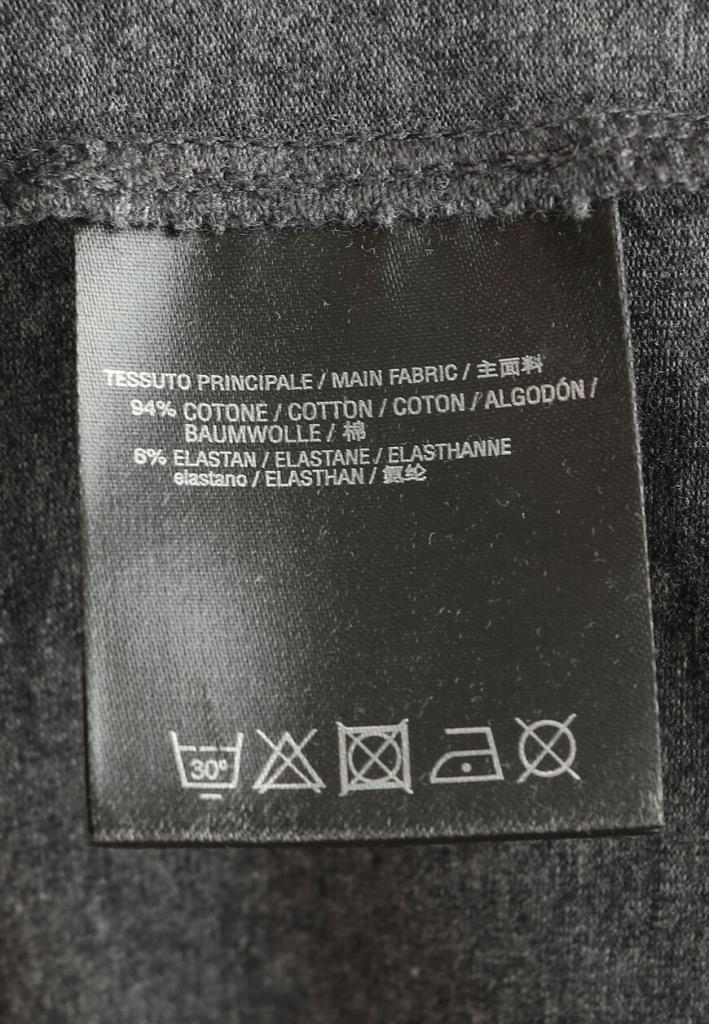 TESSUTO PRINCIPALE / MAIN FABRIC / 主面料
94% COTONE / COTTON / COTON / ALGODÓN /
BAUMWOLLE / 棉
6% ELASTAN / ELASTANE / ELASTHANNE
elastano / ELASTHAN / 氨纶
30°